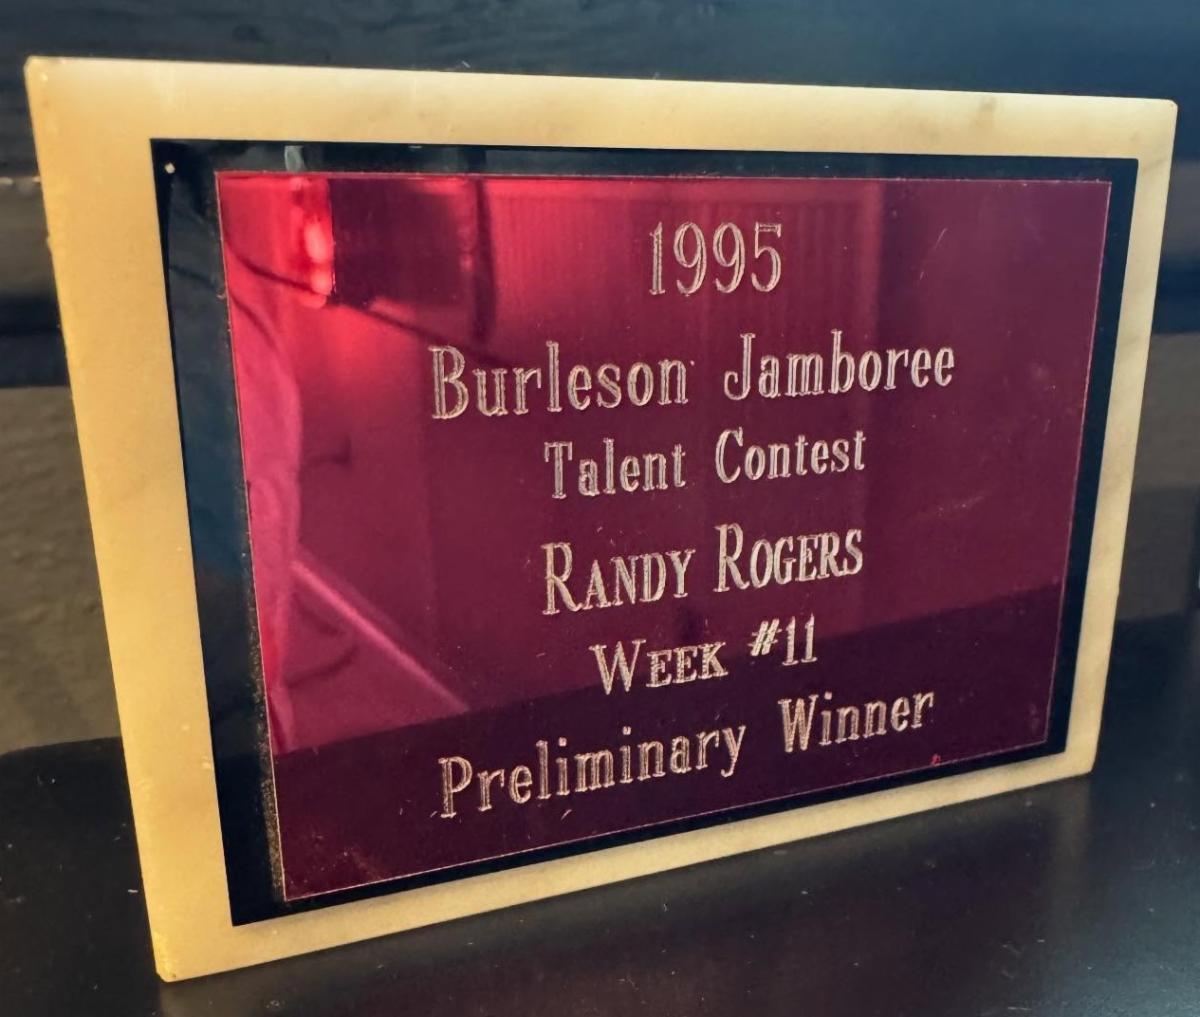 1995
Burleson Jamboree
Talent Contest
RANDY ROGERS
WEEK #11
Preliminary Winner